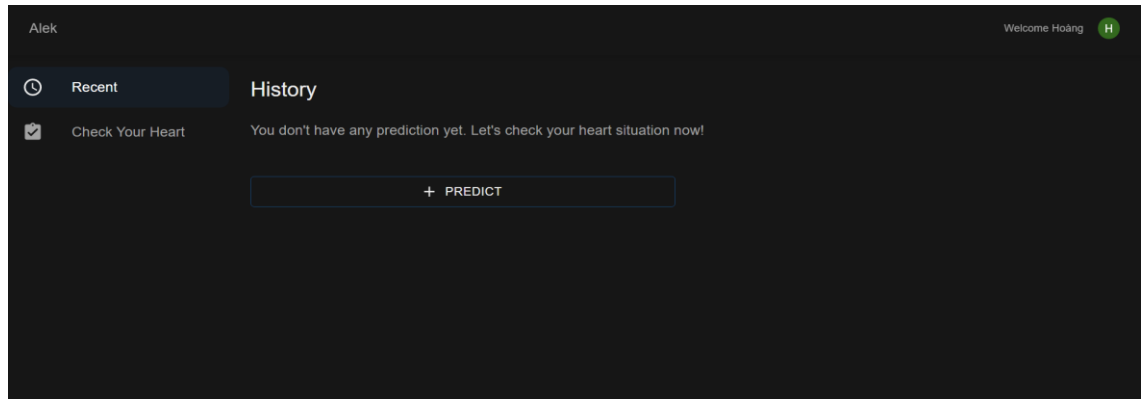 Alek
Welcome Hoàng
H
Recent
Check Your Heart
History
You don't have any prediction yet. Let's check your heart situation now!
+ PREDICT